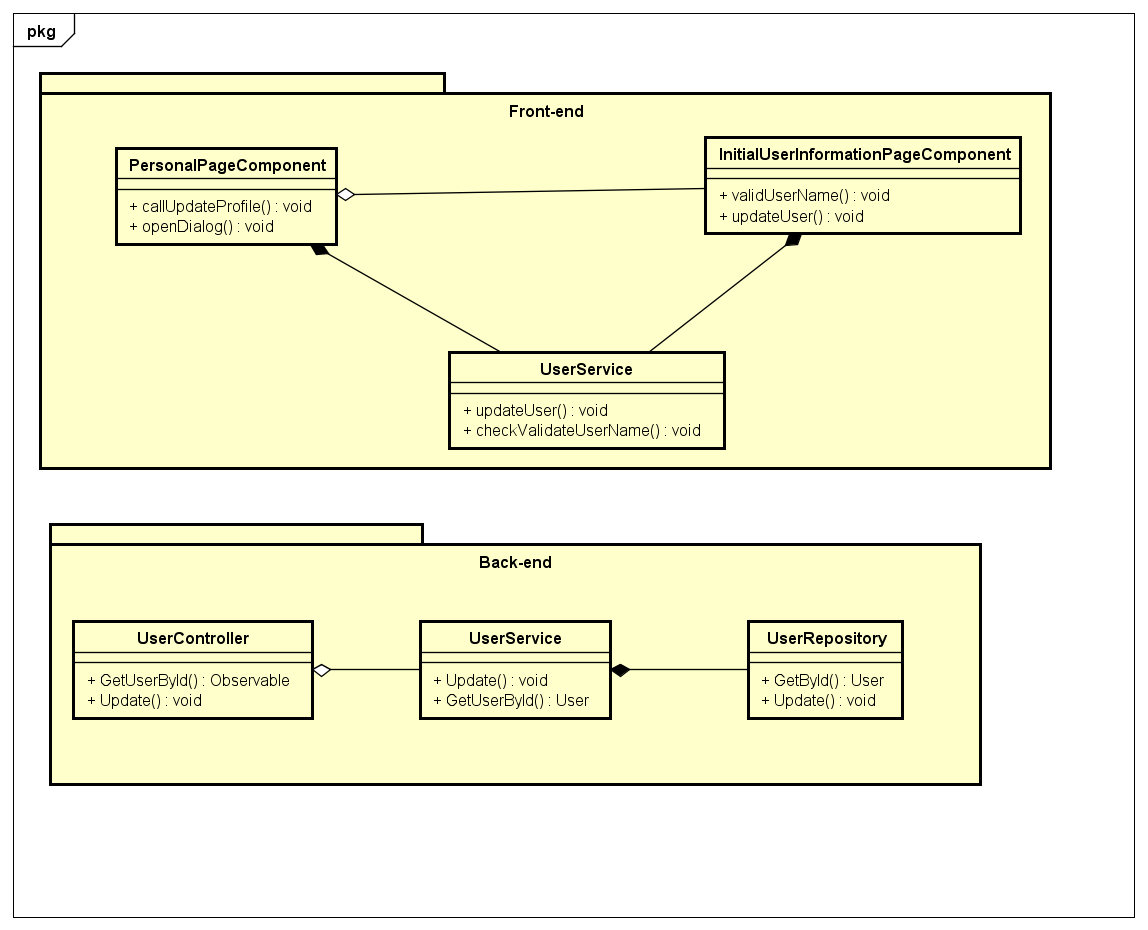 pkg
Front-end
PersonalPageComponent
+ callUpdateProfile() : void
+ openDialog() : void
InitialUserInformationPageComponent
+ validUserName() : void
+ updateUser() : void
UserService
+ updateUser() : void
+ checkValidateUserName() : void
Back-end
UserController
+ GetUserById() : Observable
+ Update() : void
UserService
+ Update() : void
+ GetUserById() : User
UserRepository
+ GetById() : User
+ Update() : void